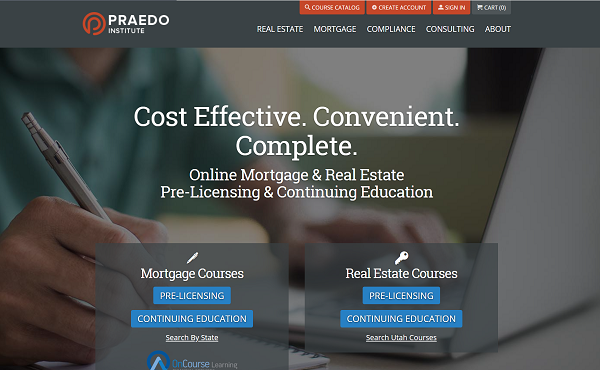 PRAEDO
INSTITUTE
COURSE CATALOG
CREATE ACCOUNT
SIGN IN
CART (0)
REAL ESTATE
MORTGAGE
COMPLIANCE
CONSULTING
ABOUT
Cost Effective. Convenient.
Complete.
Online Mortgage & Real Estate
Pre-Licensing & Continuing Education
Mortgage Courses
PRE-LICENSING
CONTINUING EDUCATION
Search By State
OnCourse Learning
Real Estate Courses
PRE-LICENSING
CONTINUING EDUCATION
Search Utah Courses